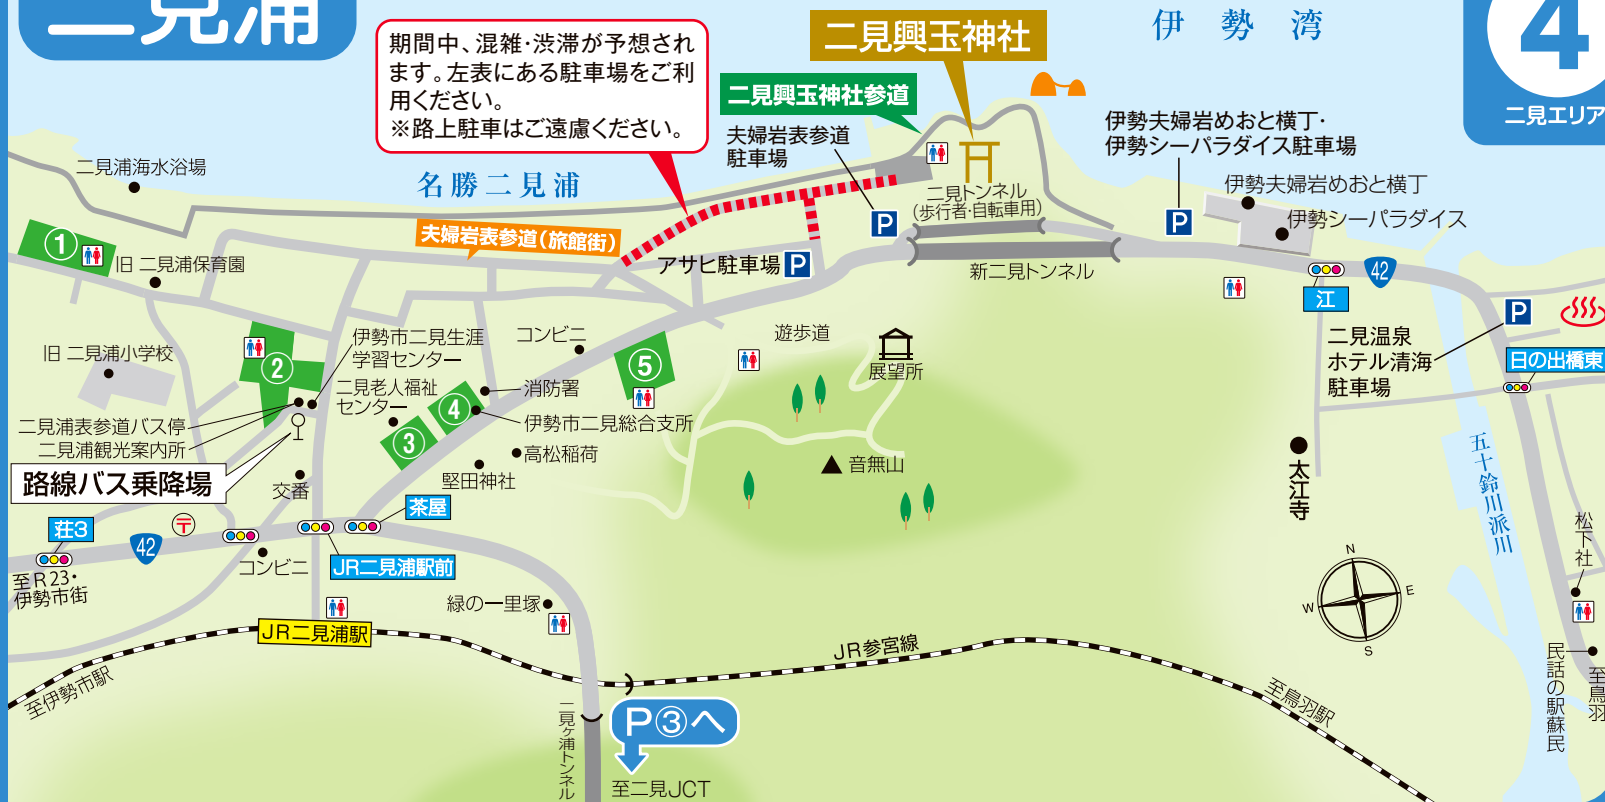 二見浦
期間中、混雑・渋滞が予想され
ます。左表にある駐車場をご利
用ください。
※路上駐車はご遠慮ください。
二見興玉神社
伊勢湾
4
二見エリア
二見興玉神社参道
夫婦岩表参道
駐車場
P
伊勢夫婦岩めおと横丁・
伊勢シーパラダイス駐車場
P
伊勢夫婦岩めおと横丁
伊勢シーパラダイス
二見浦海水浴場
名勝二見浦
二見トンネル
(歩行者・自転車用)
夫婦岩表参道(旅館街)
アサヒ駐車場
P
新二見トンネル
42
江
1
旧 二見浦保育園
P
二見温泉
ホテル清海
駐車場
日の出橋東
旧 二見浦小学校
2
伊勢市二見生涯
学習センター
コンビニ
遊歩道
展望所
5
二見老人福祉
センター
消防署
4
3
伊勢市二見総合支所
二見浦表参道バス停
二見浦観光案内所
路線バス乗降場
高松稲荷
堅田神社
音無山
交番
太江寺
五十鈴川派川
茶屋
荘3
42
〒
JR二見浦駅前
コンビニ
至R23・
伊勢市街
緑の一里塚
松下社
N
E
W
S
JR二見浦駅
JR参宮線
至伊勢市駅
至鳥羽駅
民話の駅蘇民
至鳥羽
二見ヶ浦トンネル
P③へ
至二見JCT